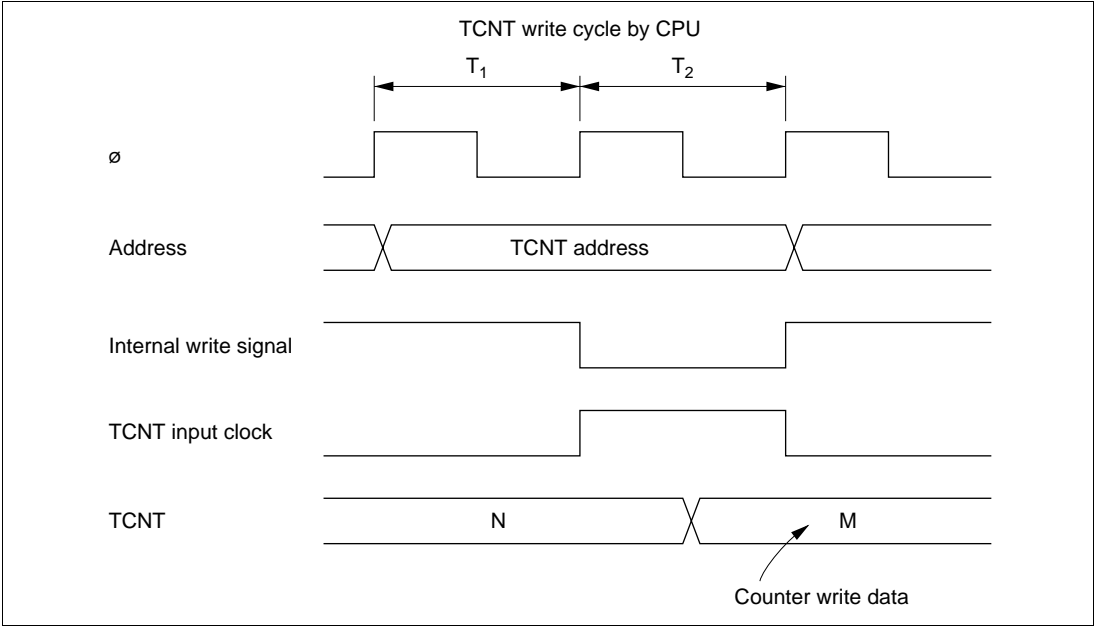 TCNT write cycle by CPU
T1 T2
ø
Address TCNT address
Internal write signal
TCNT input clock
TCNT N M
Counter write data